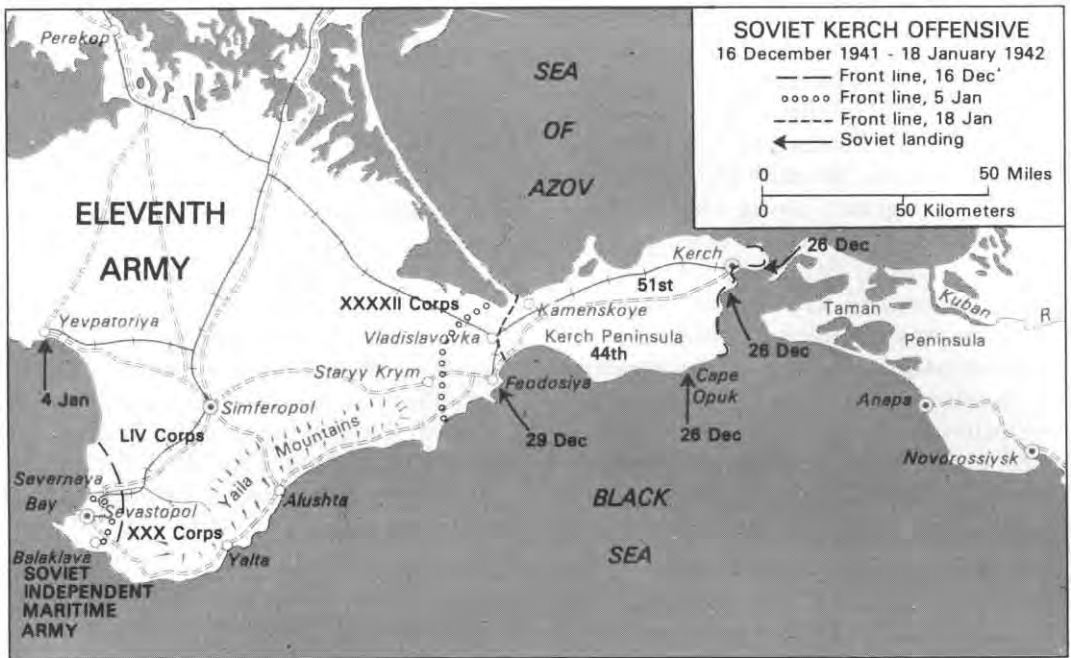 SOVIET KERCH OFFENSIVE
16 December 1941 - 18 January 1942
Front line, 16 Dec
Front line, 5 Jan
Front line, 18 Jan
Soviet landing
0 50 Miles
0 50 Kilometers
Perekop
SEA
OF
AZOV
ELEVENTH
ARMY
Kerch
26 Dec
51st
XXXXII Corps
Kamenskoye
Taman
Kuban
R
Yevpatoriya
Vladislavovka
Kerch Peninsula
44th
26 Dec
Peninsula
Staryy Krym
Feodosiya
Cape
Opuk
4 Jan
Simferopol
Anapa
29 Dec
26 Dec
LIV Corps
Mountains
Yaila
Novorossiysk
Severnaya
Bay
Sevastopol
Alushta
BLACK
SEA
XXX Corps
Balaklava
Yalta
SOVIET
INDEPENDENT
MARITIME
ARMY